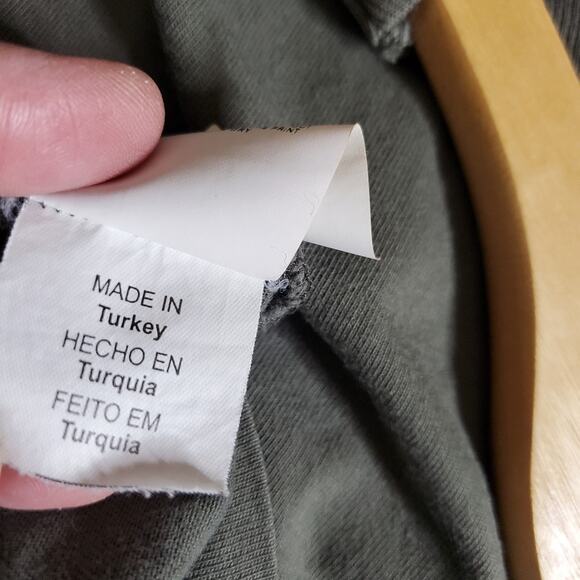 MADE IN
Turkey
HECHO EN
Turquia
FEITO EM
Turquia